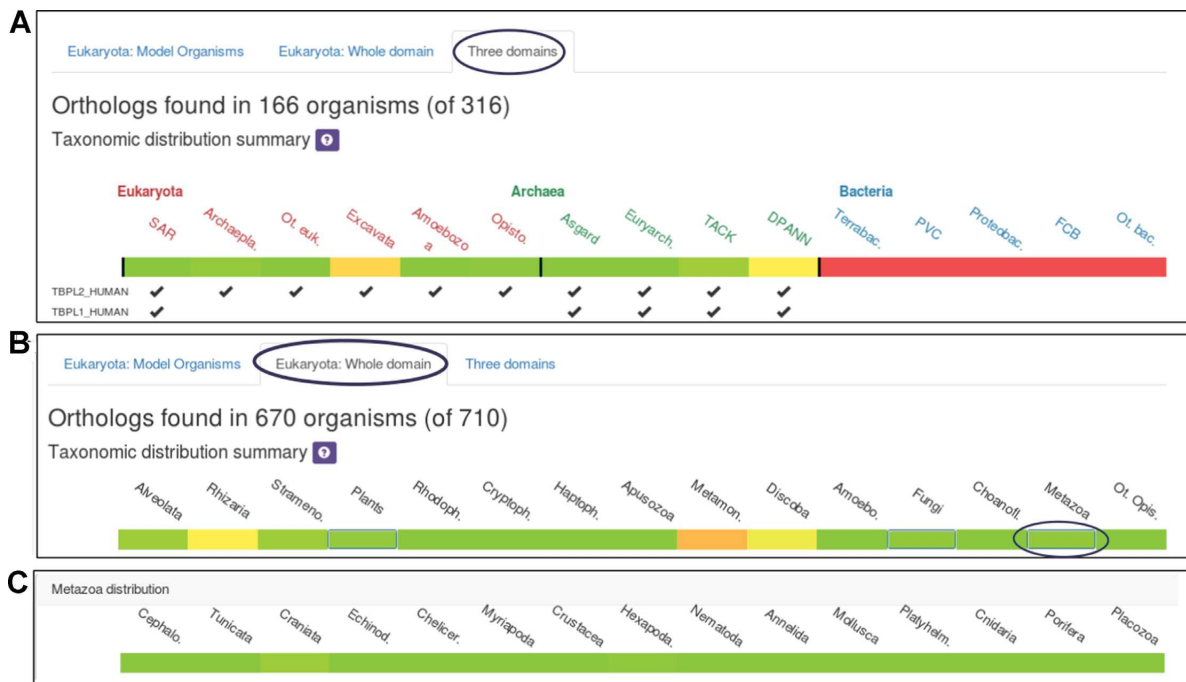 A
Eukaryota: Model Organisms Eukaryota: Whole domain Three domains
Orthologs found in 166 organisms (of 316)
Taxonomic distribution summary ?
Eukaryota Archaea Bacteria
SAR Archaepla. Ot. euk. Excavata Amoebozoa Opisto. Asgard Euryarch. TACK DPANN Terrabac. PVC Proteobac. FCB Ot. bac.
TBPL2_HUMAN ✔ ✔ ✔ ✔ ✔ ✔ ✔ ✔ ✔ ✔
TBPL1_HUMAN ✔ ✔ ✔ ✔ ✔
B
Eukaryota: Model Organisms Eukaryota: Whole domain Three domains
Orthologs found in 670 organisms (of 710)
Taxonomic distribution summary ?
Alveolata Rhizaria Strameno. Plants Rhodoph. Cryptoph. Haptoph. Apusozoa Metamon. Discoba Amoebo. Fungi Choanofl. Metazoa Ot. Opis.
C
Metazoa distribution
Cephalo. Tunicata Craniata Echinod. Chelicer. Myriapoda Crustacea Hexapoda. Nematoda Annelida Mollusca Platyhelm. Cnidaria Porifera Placozoa